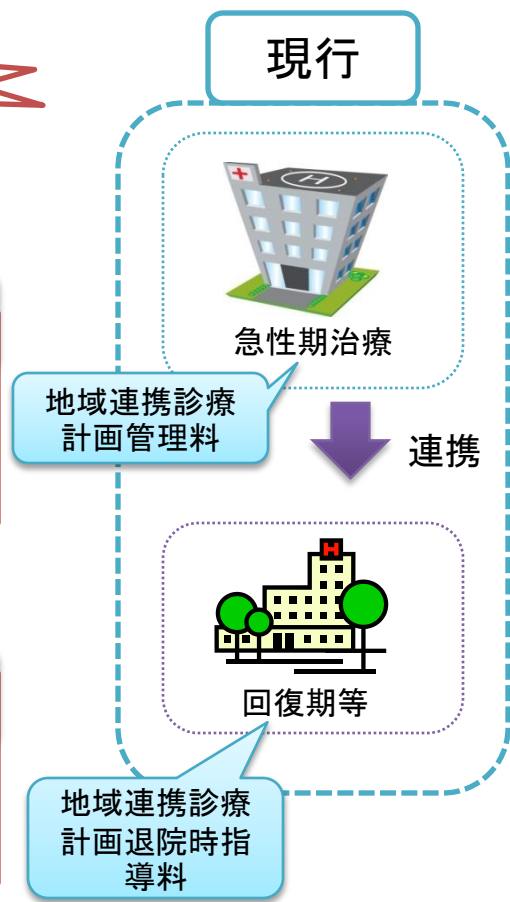 現行
H
急性期治療
地域連携診療
計画管理料
連携
H
回復期等
地域連携診療
計画退院時指
導料